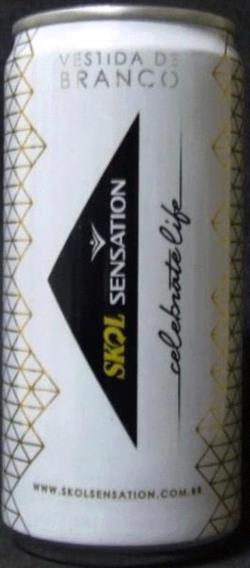 VESTIDA DE
BRANCO
SKOL SENSATION
celebrate life
WWW.SKOLSENSATION.COM.BR